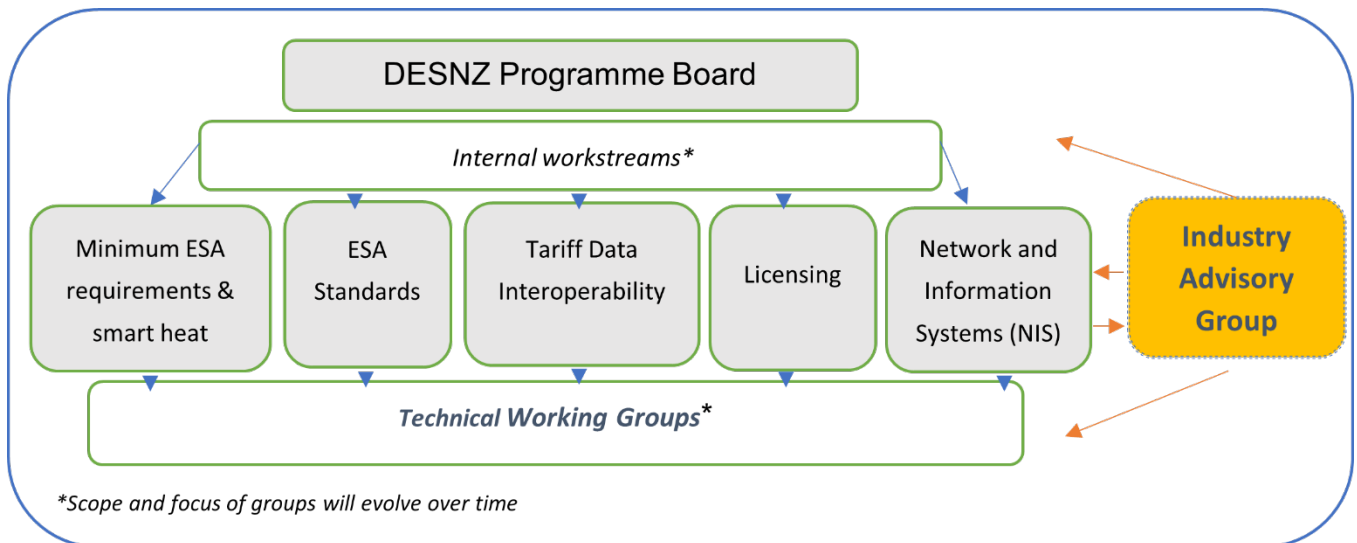 DESNZ Programme Board
Internal workstreams*
Minimum ESA
requirements &
smart heat
ESA
Standards
Tariff Data
Interoperability
Licensing
Network and
Information
Systems (NIS)
Industry
Advisory
Group
Technical Working Groups*
*Scope and focus of groups will evolve over time